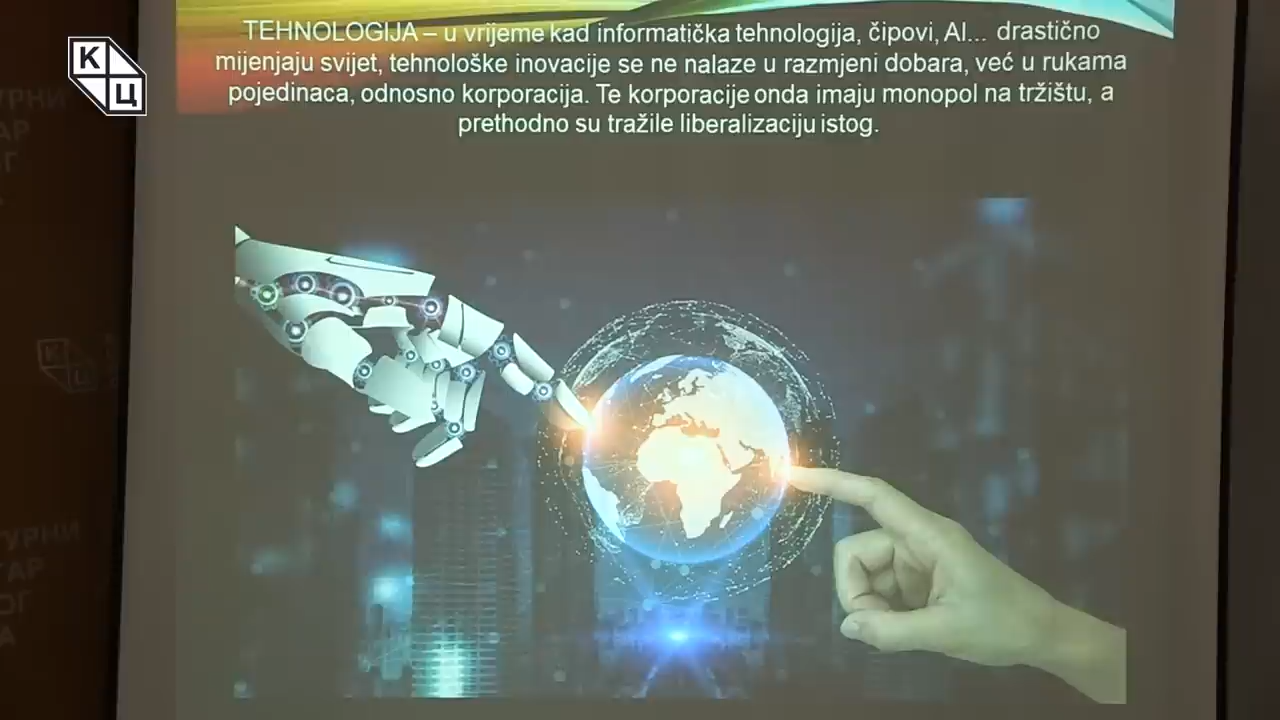 TEHNOLOGIJA – u vrijeme kad informatička tehnologija, čipovi, AI... drastično
mijenjaju svijet, tehnološke inovacije se ne nalaze u razmjeni dobara, već u rukama
pojedinaca, odnosno korporacija. Te korporacije onda imaju monopol na tržištu, a
prethodno su tražile liberalizaciju istog.
К
Ц